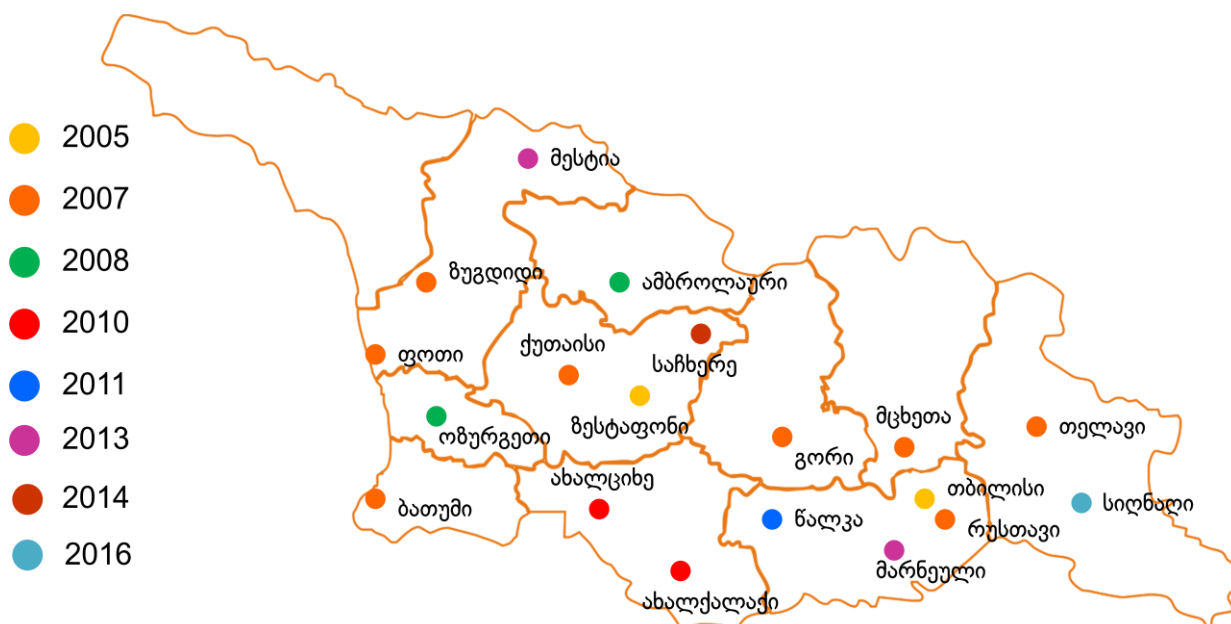 2005
2007
2008
2010
2011
2013
2014
2016
მესტია
ზუგდიდი
ამბროლაური
ფოთი
ქუთაისი
საჩხერე
ზესტაფონი
ოზურგეთი
მცხეთა
თელავი
გორი
ახალციხე
ბათუმი
თბილისი
სიღნაღი
წალკა
რუსთავი
მარნეული
ახალქალაქი